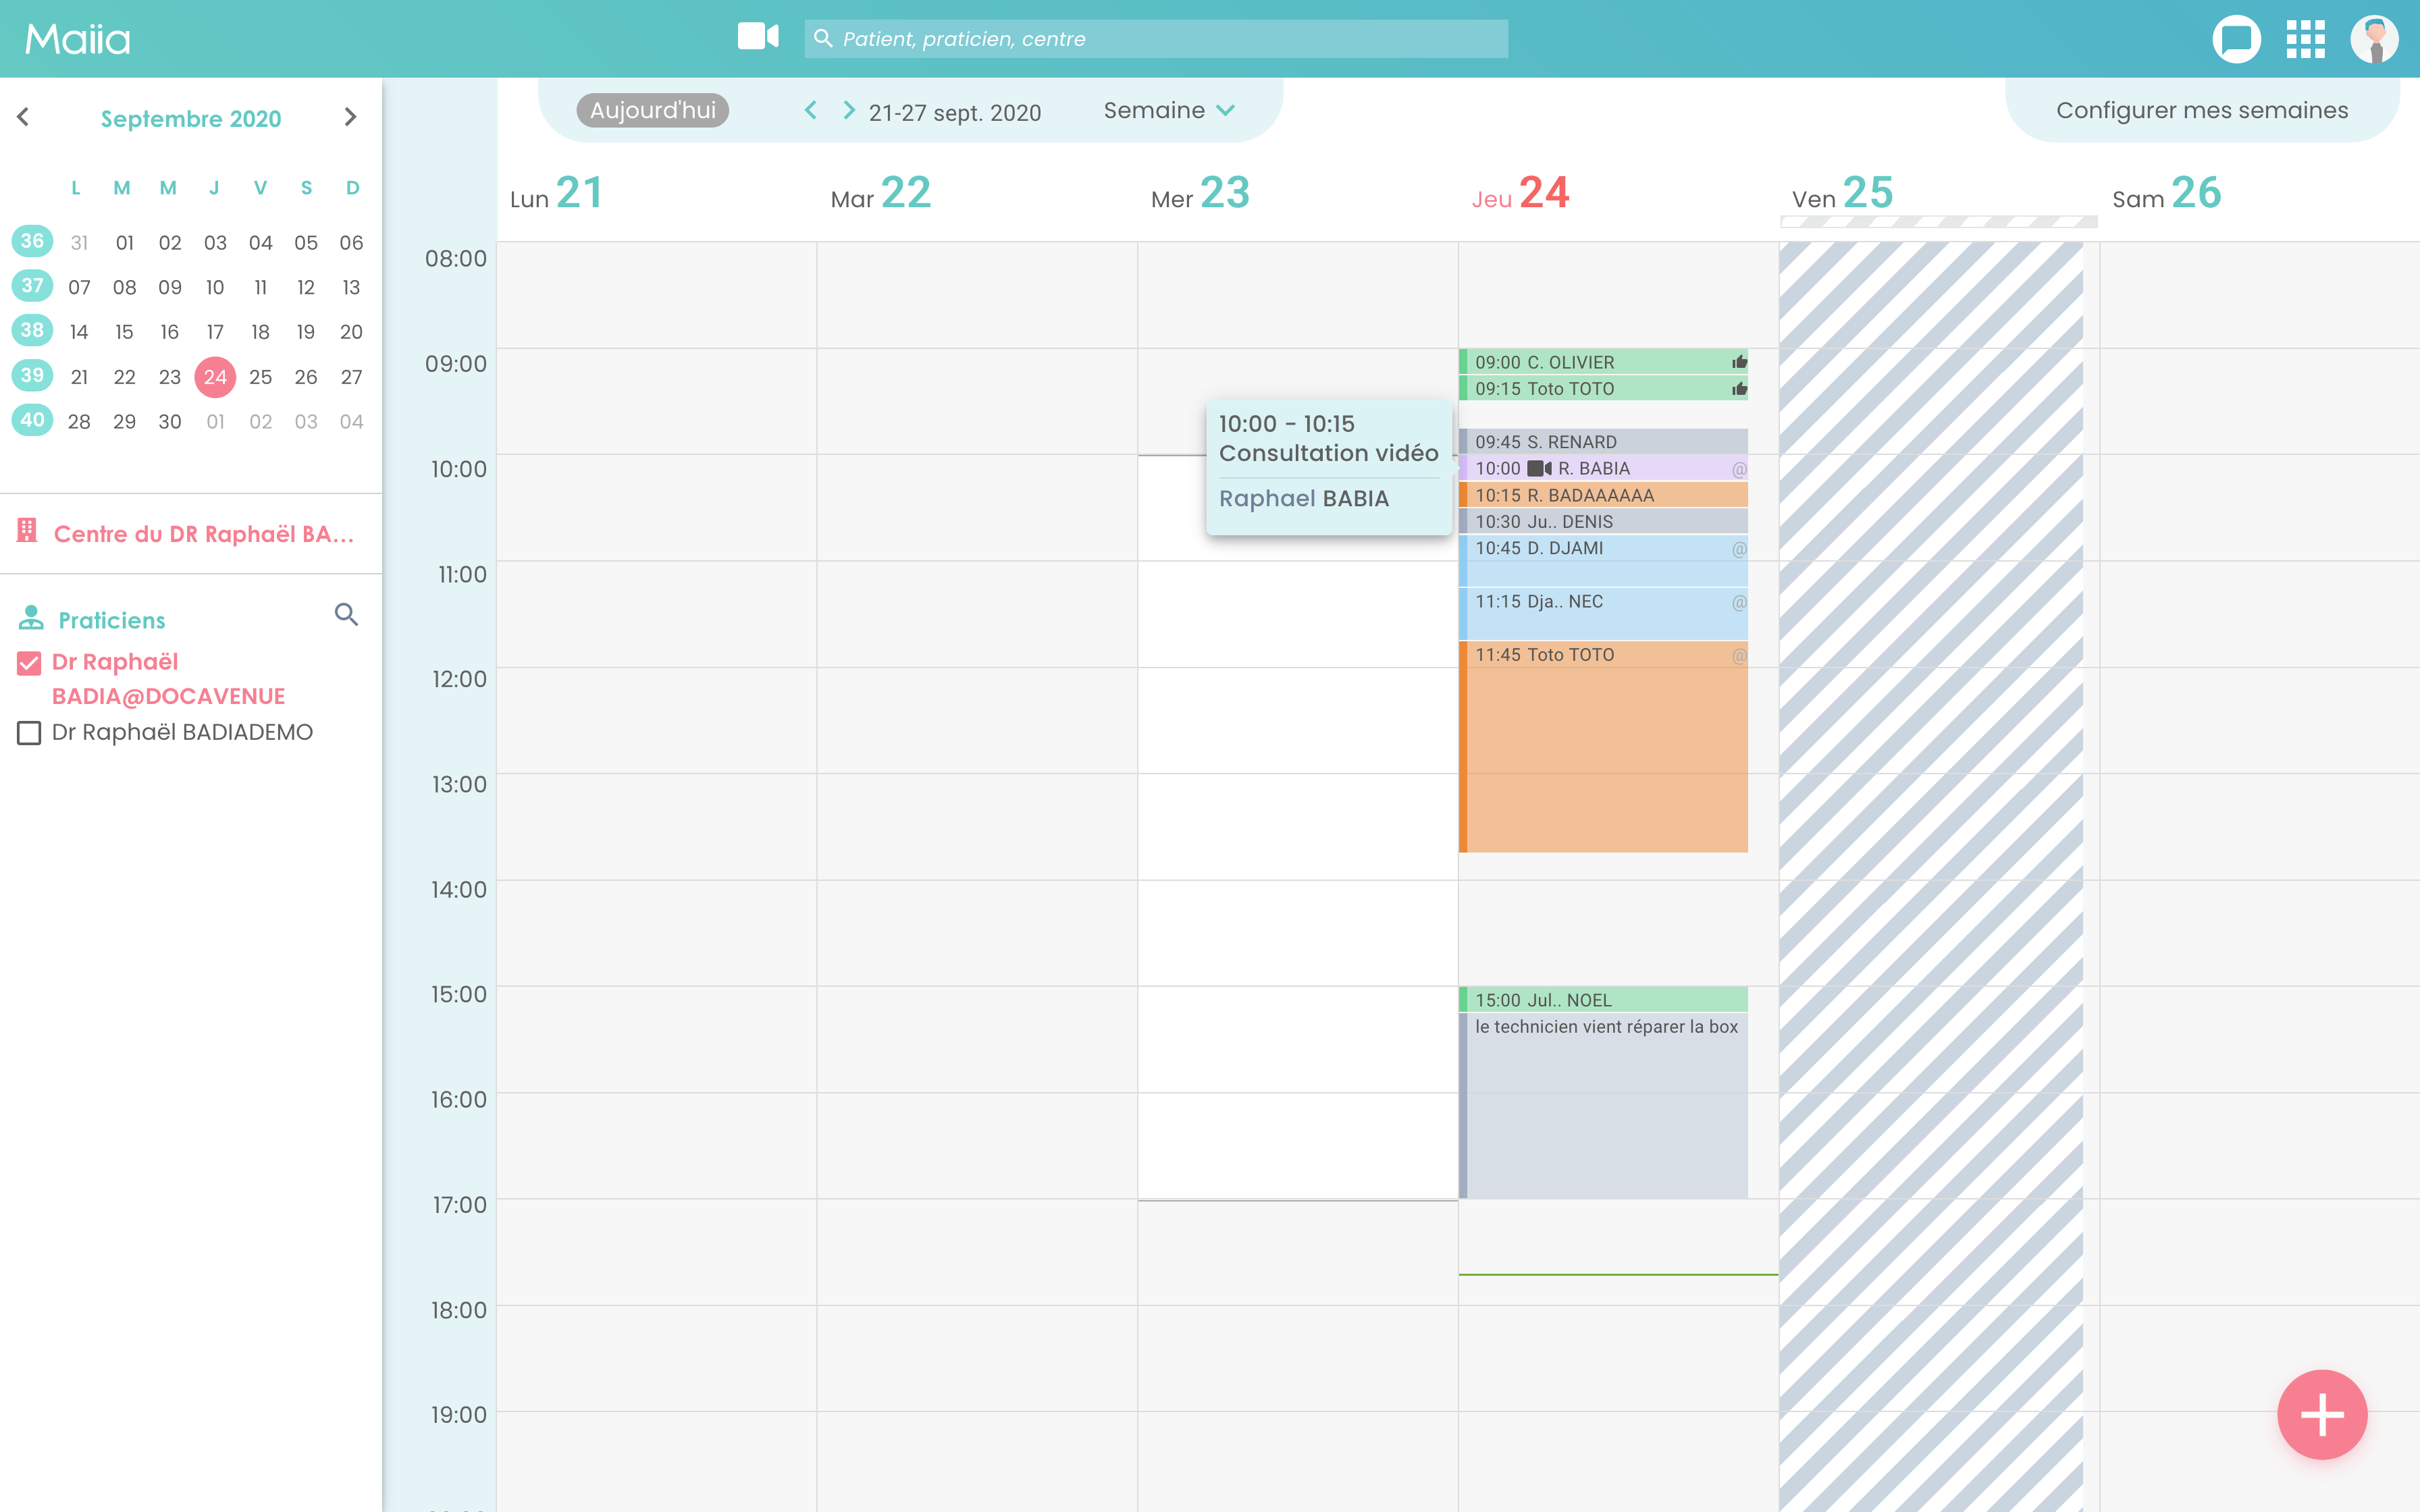 Maiia
Patient, praticien, centre
Septembre 2020
L M M J V S D
36 31 01 02 03 04 05 06
37 07 08 09 10 11 12 13
38 14 15 16 17 18 19 20
39 21 22 23 24 25 26 27
40 28 29 30 01 02 03 04
Centre du DR Raphaël BA...
Praticiens
Dr Raphaël
BADIA@DOCAVENUE
Dr Raphaël BADIADEMO
Aujourd'hui 21-27 sept. 2020 Semaine
Configurer mes semaines
Lun 21 Mar 22 Mer 23 Jeu 24 Ven 25 Sam 26
08:00
09:00
10:00
11:00
12:00
13:00
14:00
15:00
16:00
17:00
18:00
19:00
10:00 - 10:15
Consultation vidéo
Raphael BABIA
09:00 C. OLIVIER
09:15 Toto TOTO
09:45 S. RENARD
10:00 R. BABIA @
10:15 R. BADAAAAAA
10:30 Ju.. DENIS
10:45 D. DJAMI @
11:15 Dja.. NEC @
11:45 Toto TOTO @
15:00 Jul.. NOEL
le technicien vient réparer la box